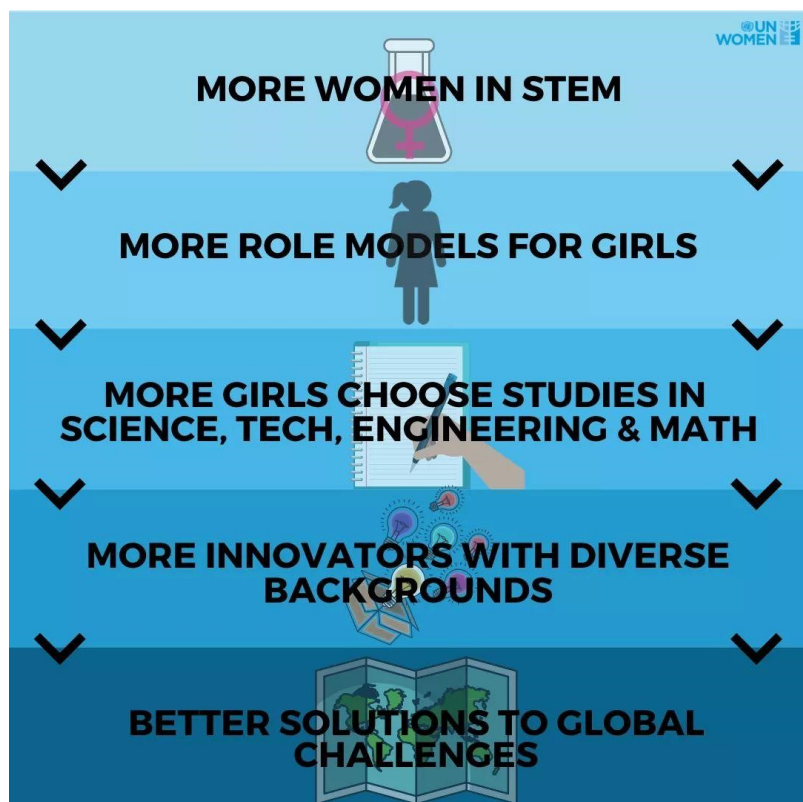 UN
WOMEN
MORE WOMEN IN STEM
MORE ROLE MODELS FOR GIRLS
MORE GIRLS CHOOSE STUDIES IN
SCIENCE, TECH, ENGINEERING & MATH
MORE INNOVATORS WITH DIVERSE
BACKGROUNDS
BETTER SOLUTIONS TO GLOBAL
CHALLENGES